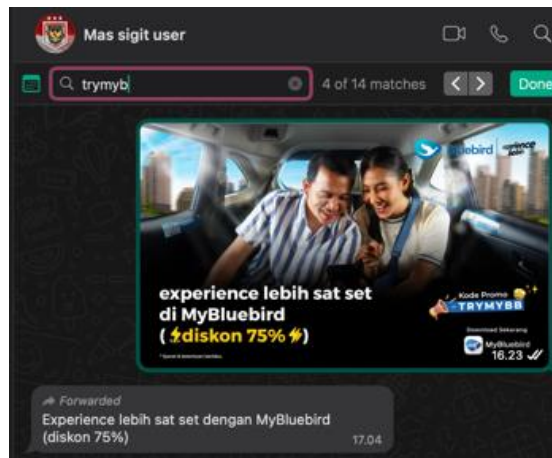 Mas sigit user
trymyb
4 of 14 matches
Done
bluebird
experience lebih sat set
di MyBluebird
(⚡diskon 75%⚡)
Kode Promo
TRYMYBB
Download Sekarang
MyBluebird
16.23
Forwarded
Experience lebih sat set dengan MyBluebird
(diskon 75%)
17.04